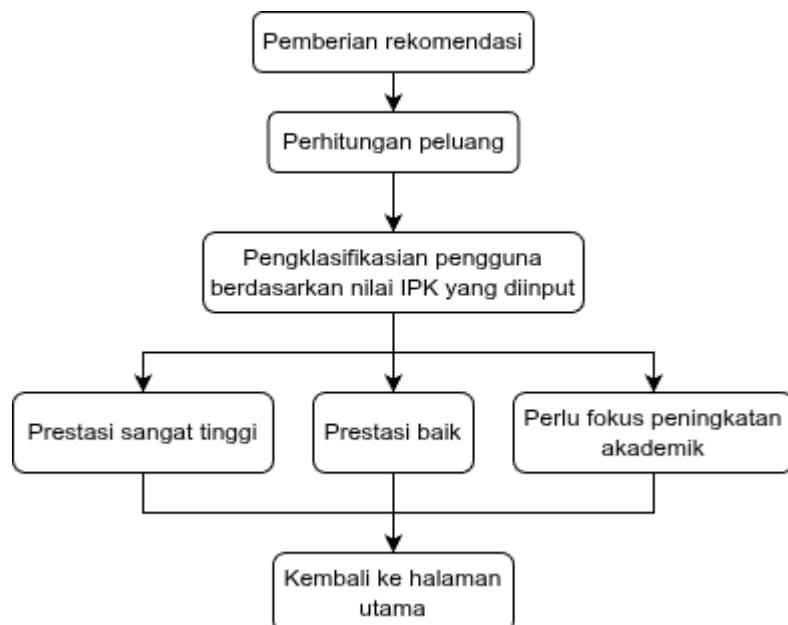 Pemberian rekomendasi
Perhitungan peluang
Pengklasifikasian pengguna
berdasarkan nilai IPK yang diinput
Prestasi sangat tinggi
Prestasi baik
Perlu fokus peningkatan
akademik
Kembali ke halaman
utama